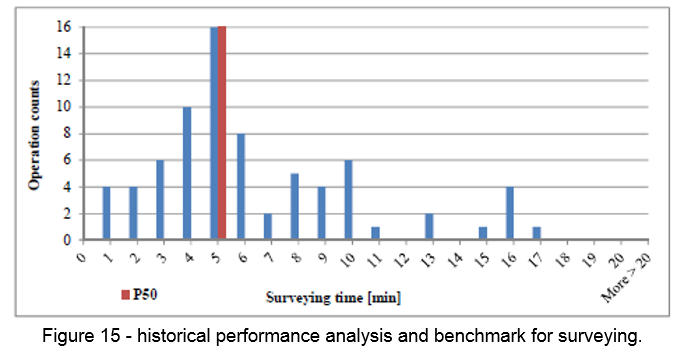 16
14
12
10
8
6
4
2
0
Operation counts
0 1 2 3 4 5 6 7 8 9 10 11 12 13 14 15 16 17 18 19 20 More > 20
P50
Surveying time [min]
Figure 15 - historical performance analysis and benchmark for surveying.